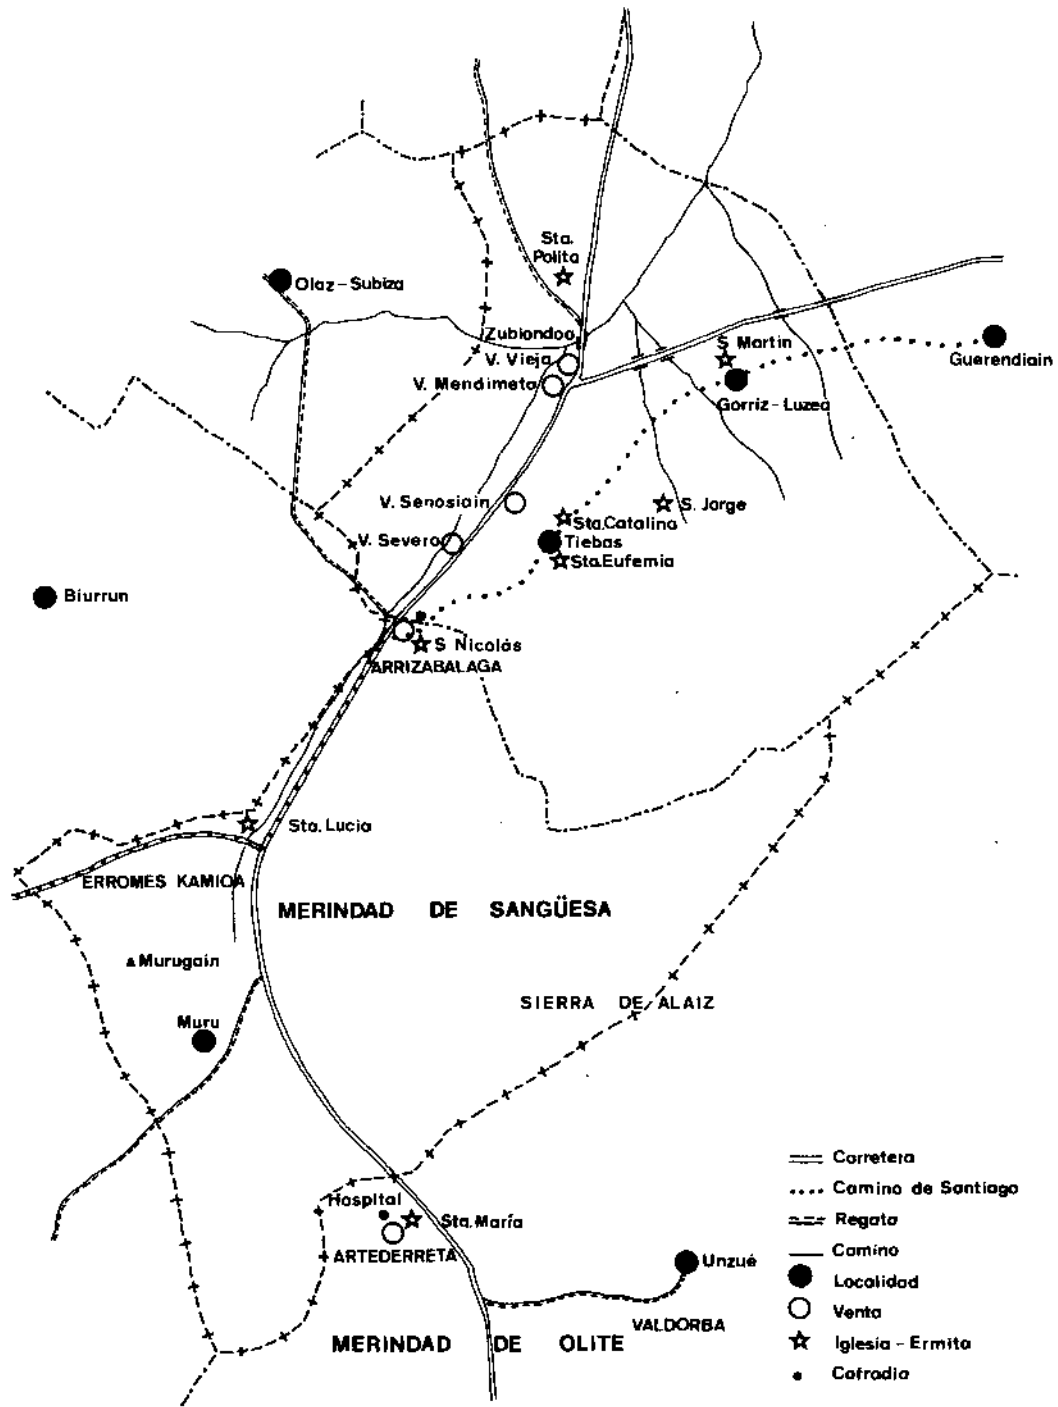 Sta.
Polita
Olaz-Subiza
Zubiondoa
V. Vieja
S Martin
Guerendiain
V. Mendimeta
Gorriz-Luzea
V. Senosiain
S. Jorge
Sta.Catalina
V. Severo
Tiebas
Sta.Eufemia
Biurrun
S Nicolás
ARRIZABALAGA
Sta. Lucia
ERROMES KAMIOA
MERINDAD DE SANGÜESA
Murugain
SIERRA DE ALAIZ
Muru
Hospital
Sta. María
ARTEDERRETA
Unzué
VALDORBA
MERINDAD DE OLITE
Carretera
Camino de Santiago
Regata
Camino
Localidad
Venta
Iglesia - Ermita
Cofradia